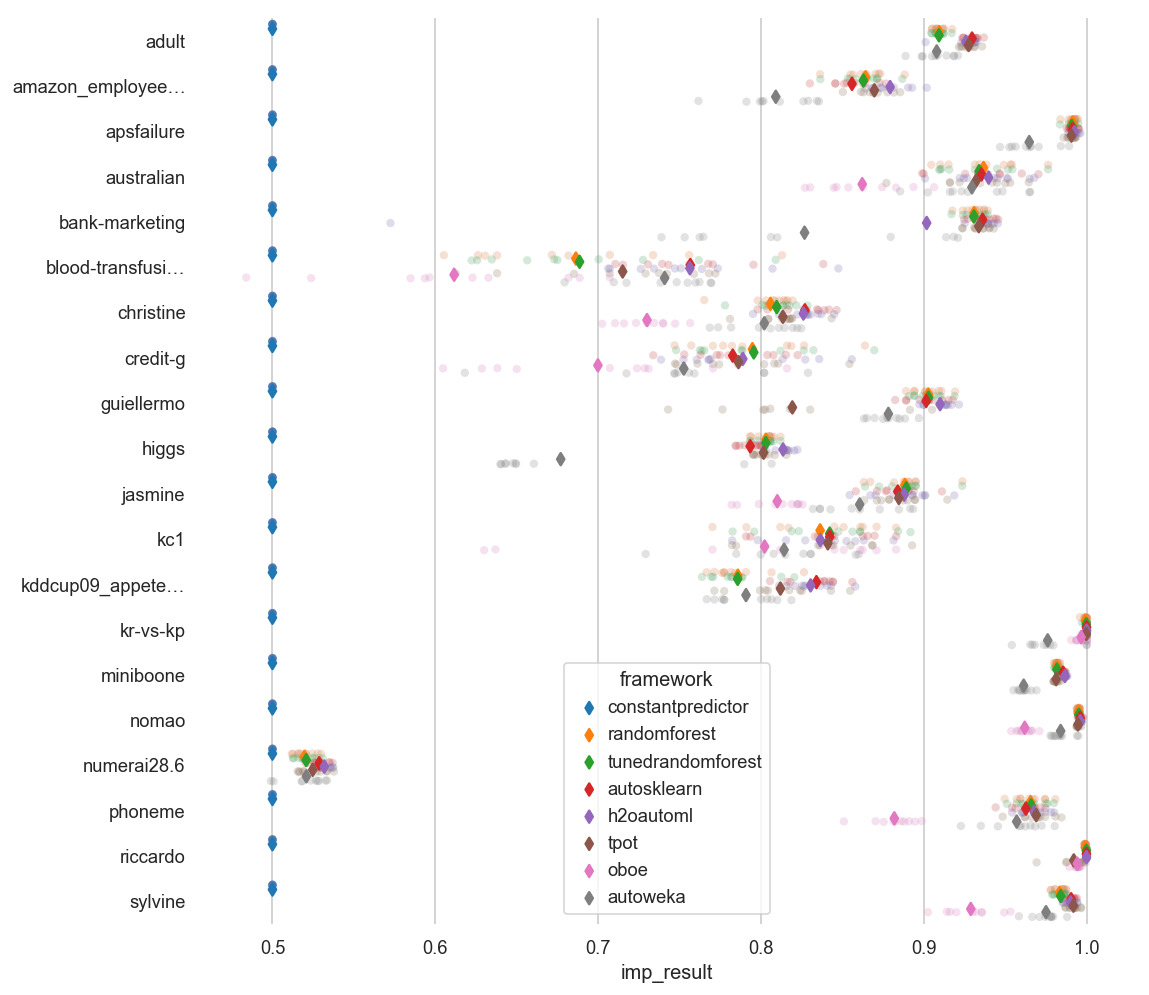 adult
amazon_employee…
apsfailure
australian
bank-marketing
blood-transfusi…
christine
credit-g
guiellermo
higgs
jasmine
kc1
kddcup09_appete…
kr-vs-kp
miniboone
nomao
numerai28.6
phoneme
riccardo
sylvine
framework
constantpredictor
randomforest
tunedrandomforest
autosklearn
h2oautoml
tpot
oboe
autoweka
0.5 0.6 0.7 0.8 0.9 1.0
imp_result